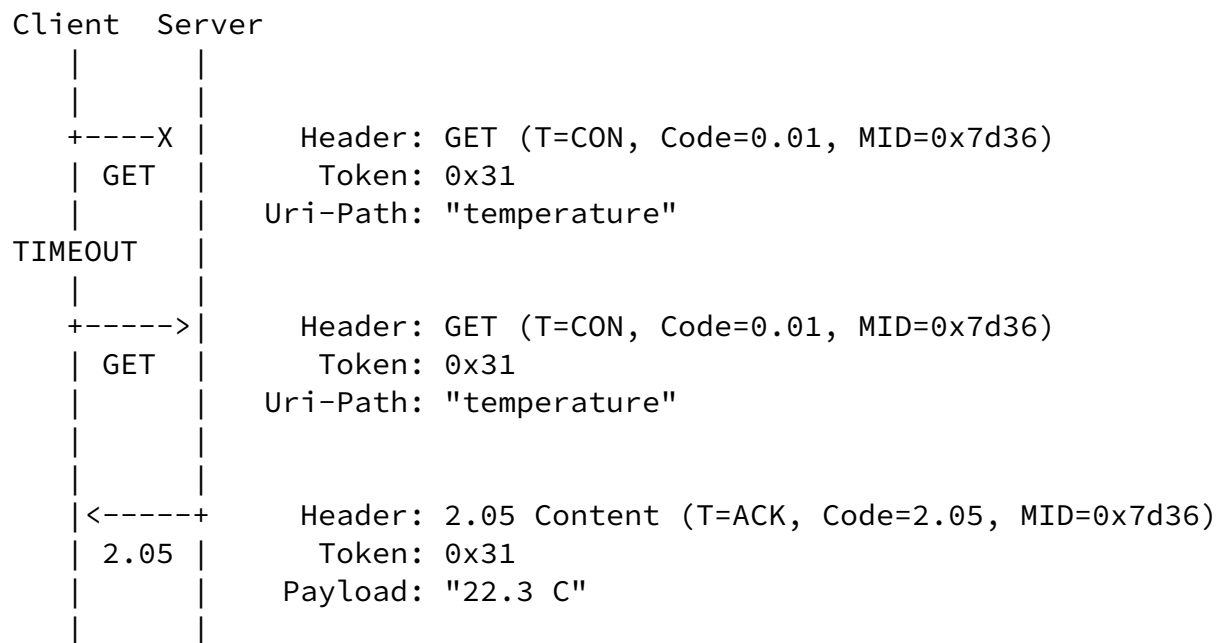 Client  Server
   |      |
   |      |
   +----X |     Header: GET (T=CON, Code=0.01, MID=0x7d36)
   | GET  |      Token: 0x31
   |      |   Uri-Path: "temperature"
TIMEOUT   |
   |      |
   +----->|     Header: GET (T=CON, Code=0.01, MID=0x7d36)
   | GET  |      Token: 0x31
   |      |   Uri-Path: "temperature"
   |      |
   |      |
   |<-----+     Header: 2.05 Content (T=ACK, Code=2.05, MID=0x7d36)
   | 2.05 |      Token: 0x31
   |      |    Payload: "22.3 C"
   |      |